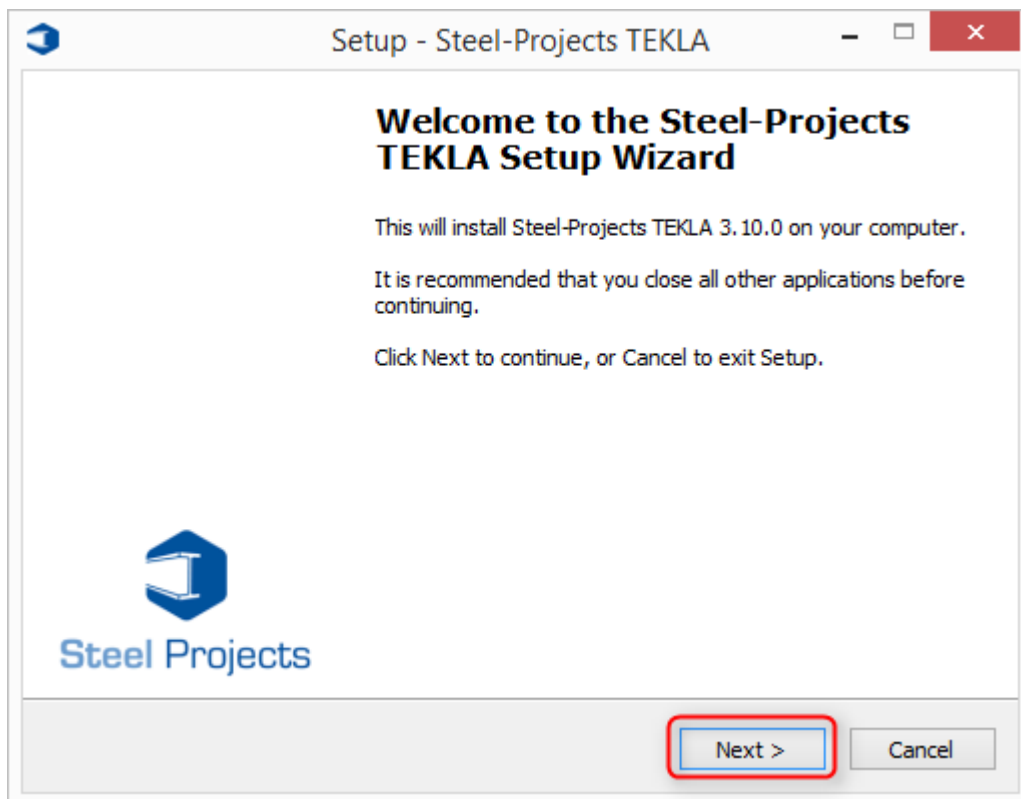 Setup - Steel-Projects TEKLA
Welcome to the Steel-Projects
TEKLA Setup Wizard
This will install Steel-Projects TEKLA 3.10.0 on your computer.
It is recommended that you close all other applications before
continuing.
Click Next to continue, or Cancel to exit Setup.
Steel Projects
Next >
Cancel